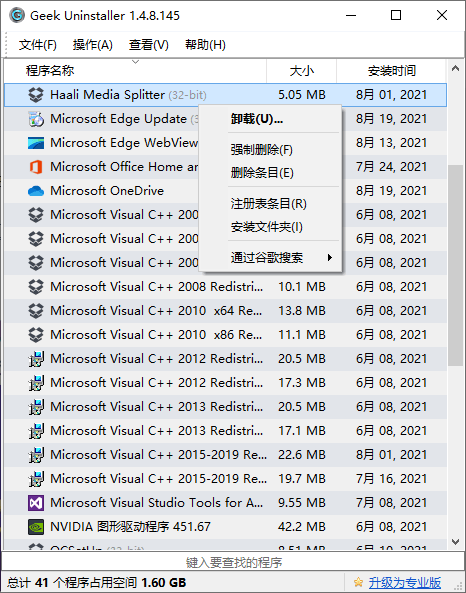 Geek Uninstaller 1.4.8.145
文件(F) 操作(A) 查看(V) 帮助(H)
程序名称 大小 安装时间
Haali Media Splitter (32-bit) 5.05 MB 8月 01, 2021
Microsoft Edge Update 8月 19, 2021
Microsoft Edge WebView 8月 13, 2021
Microsoft Office Home an 7月 24, 2021
Microsoft OneDrive 8月 19, 2021
Microsoft Visual C++ 200 6月 08, 2021
Microsoft Visual C++ 200 6月 08, 2021
Microsoft Visual C++ 200 6月 08, 2021
卸载(U)...
强制删除(F)
删除条目(E)
注册表条目(R)
安装文件夹(I)
通过谷歌搜索
Microsoft Visual C++ 2008 Redistri... 10.1 MB 6月 08, 2021
Microsoft Visual C++ 2010 x64 Re... 13.8 MB 6月 08, 2021
Microsoft Visual C++ 2010 x86 Re... 11.1 MB 6月 08, 2021
Microsoft Visual C++ 2012 Redistri... 20.5 MB 6月 08, 2021
Microsoft Visual C++ 2012 Redistri... 17.3 MB 6月 08, 2021
Microsoft Visual C++ 2013 Redistri... 20.5 MB 6月 08, 2021
Microsoft Visual C++ 2013 Redistri... 17.1 MB 6月 08, 2021
Microsoft Visual C++ 2015-2019 Re... 22.6 MB 8月 01, 2021
Microsoft Visual C++ 2015-2019 Re... 19.7 MB 7月 16, 2021
Microsoft Visual Studio Tools for A... 9.55 MB 7月 08, 2021
NVIDIA 图形驱动程序 451.67 42.2 MB 6月 08, 2021
OCSetUp 8.51 MB 6月 10, 2021
键入要查找的程序
总计 41 个程序占用空间 1.60 GB 升级为专业版